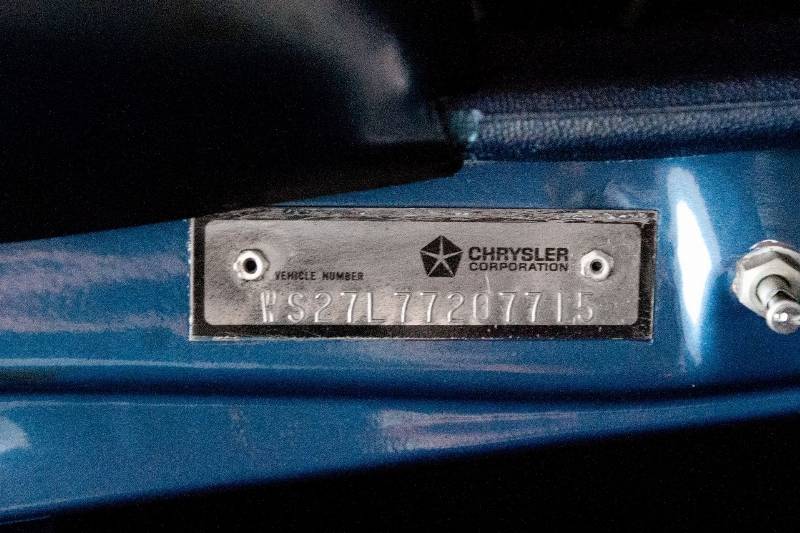 CHRYSLER
CORPORATION
VEHICLE NUMBER
WS27L77207715